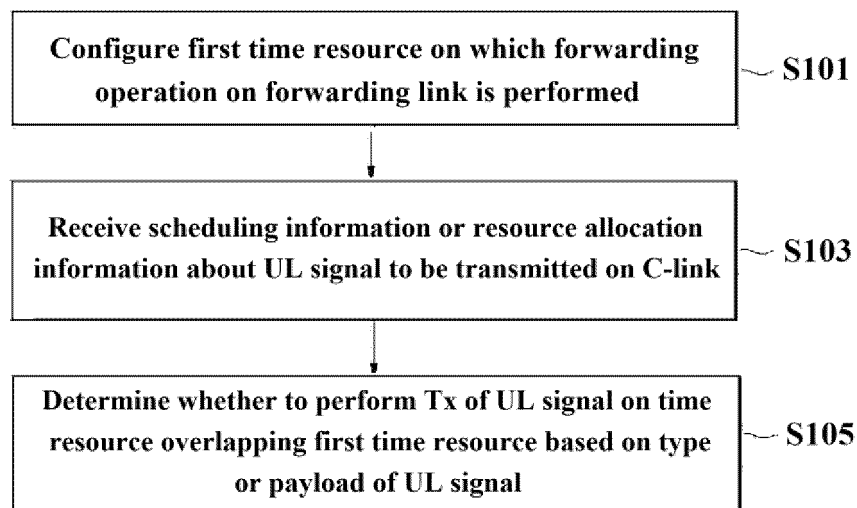 Configure first time resource on which forwarding
operation on forwarding link is performed
S101
Receive scheduling information or resource allocation
information about UL signal to be transmitted on C-link
S103
Determine whether to perform Tx of UL signal on time
resource overlapping first time resource based on type
or payload of UL signal
S105